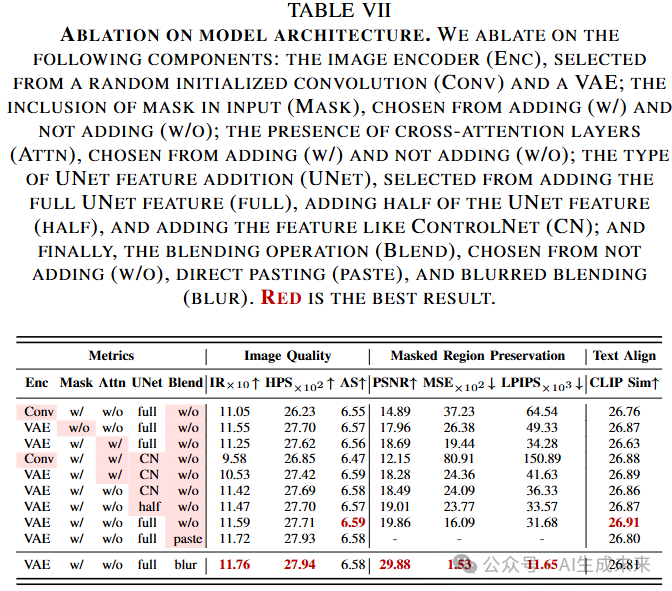 TABLE VII
ABLATION ON MODEL ARCHITECTURE. WE ABLATE ON THE
FOLLOWING COMPONENTS: THE IMAGE ENCODER (ENC), SELECTED
FROM A RANDOM INITIALIZED CONVOLUTION (CONV) AND A VAE; THE
INCLUSION OF MASK IN INPUT (MASK), CHOSEN FROM ADDING (W/) AND
NOT ADDING (W/O); THE PRESENCE OF CROSS-ATTENTION LAYERS
(ATTN), CHOSEN FROM ADDING (W/) AND NOT ADDING (W/O); THE TYPE
OF UNET FEATURE ADDITION (UNET), SELECTED FROM ADDING THE
FULL UNET FEATURE (FULL), ADDING HALF OF THE UNET FEATURE
(HALF), AND ADDING THE FEATURE LIKE CONTROLNET (CN); AND
FINALLY, THE BLENDING OPERATION (BLEND), CHOSEN FROM NOT
ADDING (W/O), DIRECT PASTING (PASTE), AND BLURRED BLENDING
(BLUR). RED IS THE BEST RESULT.
Metrics Image Quality Masked Region Preservation Text Align
Enc Mask Attn UNet Blend IR×10↑ HPS×10²↑ AS↑ PSNR↑ MSE×10²↓ LPIPS×10³↓ CLIP Sim↑
Conv w/ w/o full w/o 11.05 26.23 6.55 14.89 37.23 64.54 26.76
VAE w/o w/o full w/o 11.55 27.70 6.57 17.96 26.38 49.33 26.87
VAE w/ w/ full w/o 11.25 27.62 6.56 18.69 19.44 34.28 26.63
Conv w/ w/ CN w/o 9.58 26.85 6.47 12.15 80.91 150.89 26.88
VAE w/ w/ CN w/o 10.53 27.42 6.59 18.28 24.36 41.63 26.89
VAE w/ w/o CN w/o 11.42 27.69 6.58 18.49 24.09 36.33 26.86
VAE w/ w/o half w/o 11.47 27.70 6.57 19.01 23.77 33.57 26.87
VAE w/ w/o full w/o 11.59 27.71 6.59 19.86 16.09 31.68 26.91
VAE w/ w/o full paste 11.72 27.93 6.58 - - - 26.80
VAE w/ w/o full blur 11.76 27.94 6.58 29.88 1.53 11.65 26.81
公众号·AI生成未来